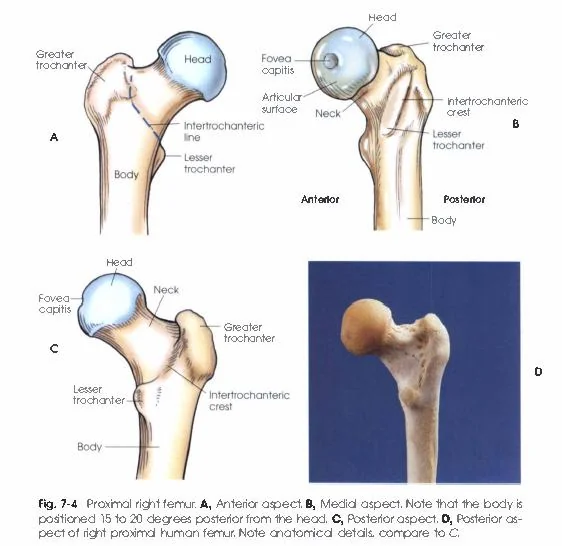 Greater
trochanter
Head
A
Intertrochanteric
line
Lesser
trochanter
Body
Head
Fovea
capitis
Articular
surface
Neck
Greater
trochanter
Intertrochanteric
crest
B
Lesser
trochanter
Anterior
Posterior
Body
Head
Neck
Fovea
capitis
C
Greater
trochanter
Lesser
trochanter
Intertrochanteric
crest
Body
D
Fig. 7-4 Proximal right femur. A, Anterior aspect. B, Medial aspect. Note that the body is
positioned 15 to 20 degrees posterior from the head. C, Posterior aspect. D, Posterior as-
pect of right proximal human femur. Note anatomical details. compare to C.